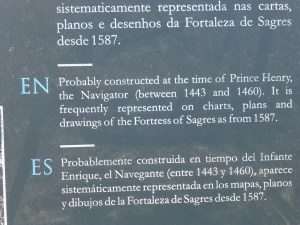 sistematicamente representada nas cartas,
planos e desenhos da Fortaleza de Sagres
desde 1587.
EN Probably constructed at the time of Prince Henry,
the Navigator (between 1443 and 1460). It is
frequently represented on charts, plans and
drawings of the Fortress of Sagres as from 1587.
ES Probablemente construida en tiempo del Infante
Enrique, el Navegante (entre 1443 y 1460), aparece
sistemáticamente representada en los mapas, planos
y dibujos de la Fortaleza de Sagres desde 1587.